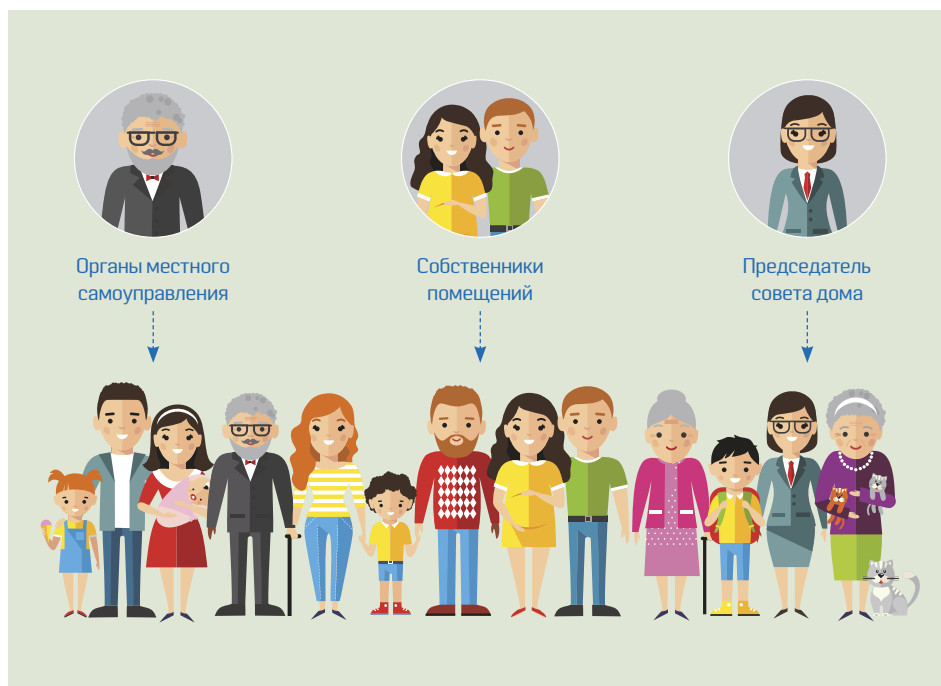 Органы местного
самоуправления
Собственники
помещений
Председатель
совета дома